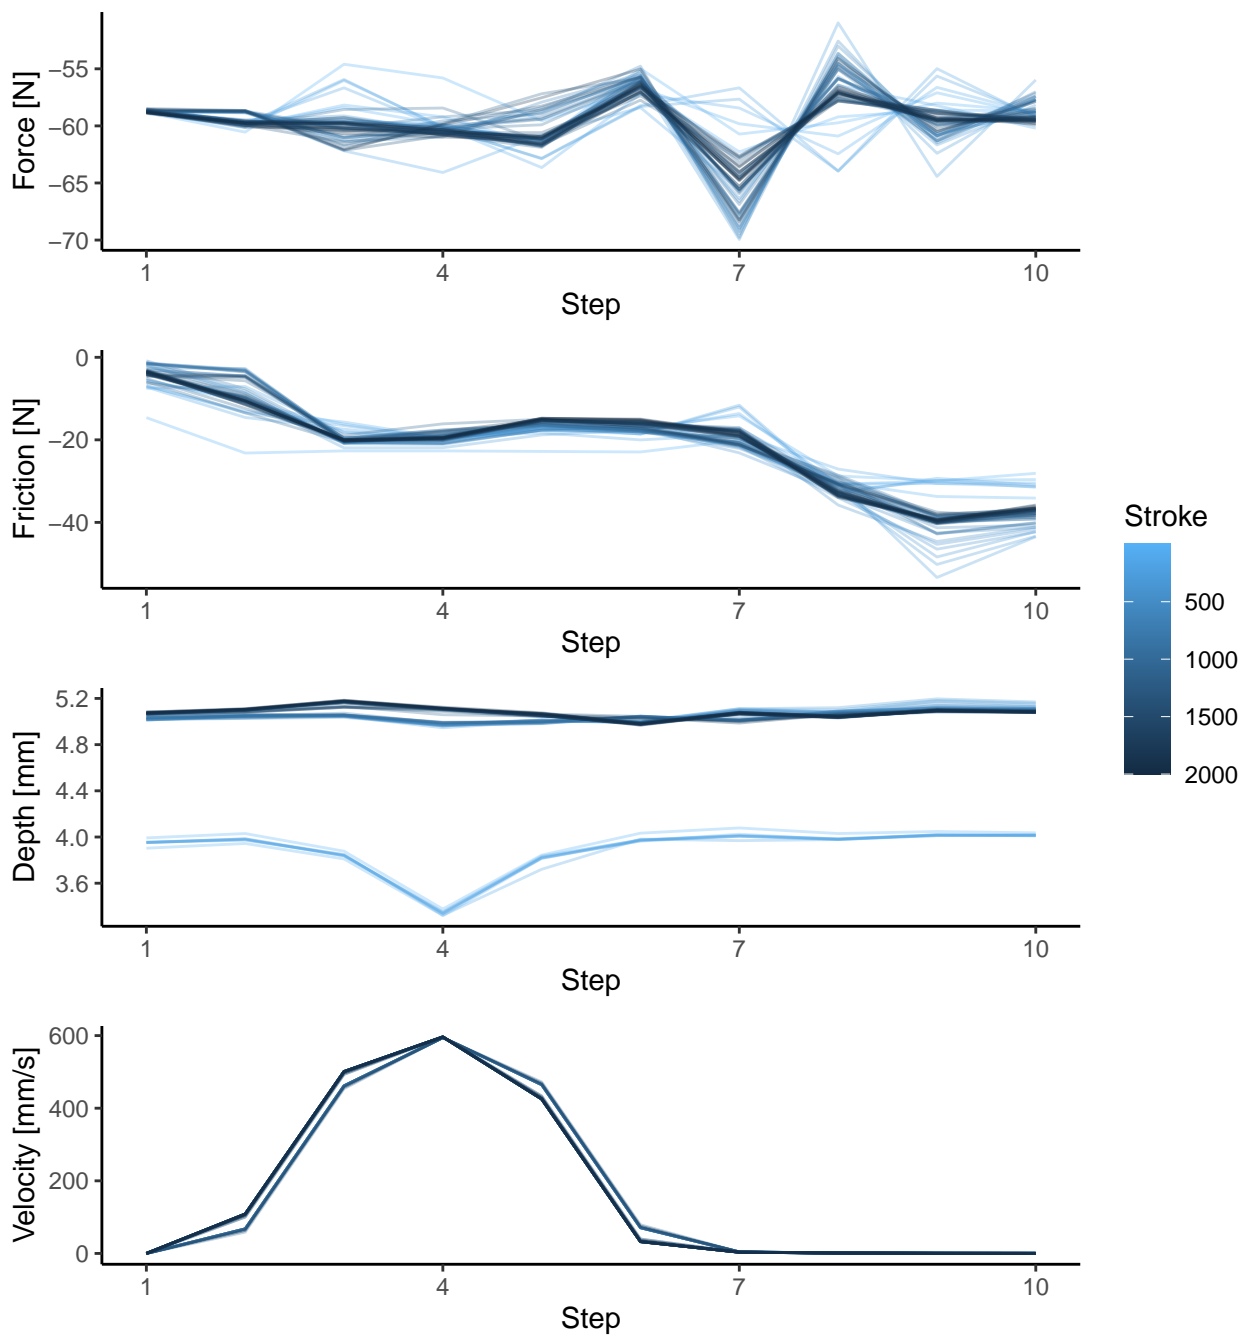 Force [N]
−55
−60
−65
−70
1 4 7 10
Step
Friction [N]
0
−20
−40
1 4 7 10
Step
Depth [mm]
5.2
4.8
4.4
4.0
3.6
1 4 7 10
Step
Velocity [mm/s]
600
400
200
0
1 4 7 10
Step
Stroke
500
1000
1500
2000